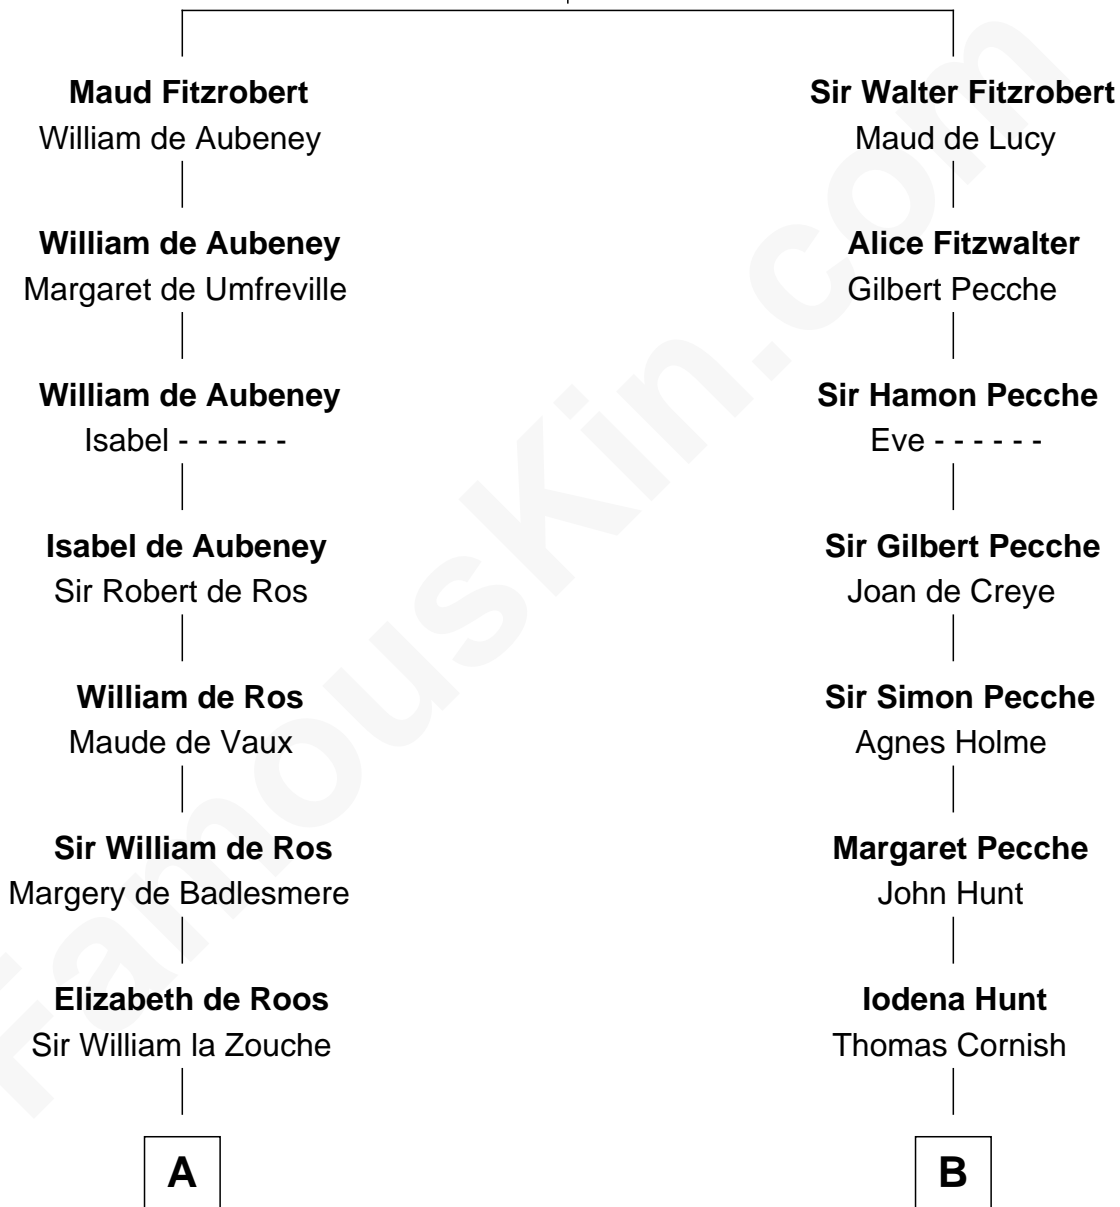 Maud Fitzrobert
William de Aubeney
William de Aubeney
Margaret de Umfreville
William de Aubeney
Isabel - - - - - -
Isabel de Aubeney
Sir Robert de Ros
William de Ros
Maude de Vaux
Sir William de Ros
Margery de Badlesmere
Elizabeth de Roos
Sir William la Zouche
A
Sir Walter Fitzrobert
Maud de Lucy
Alice Fitzwalter
Gilbert Pecche
Sir Hamon Pecche
Eve - - - - - -
Sir Gilbert Pecche
Joan de Creye
Sir Simon Pecche
Agnes Holme
Margaret Pecche
John Hunt
Iodena Hunt
Thomas Cornish
B
FamousKin.com